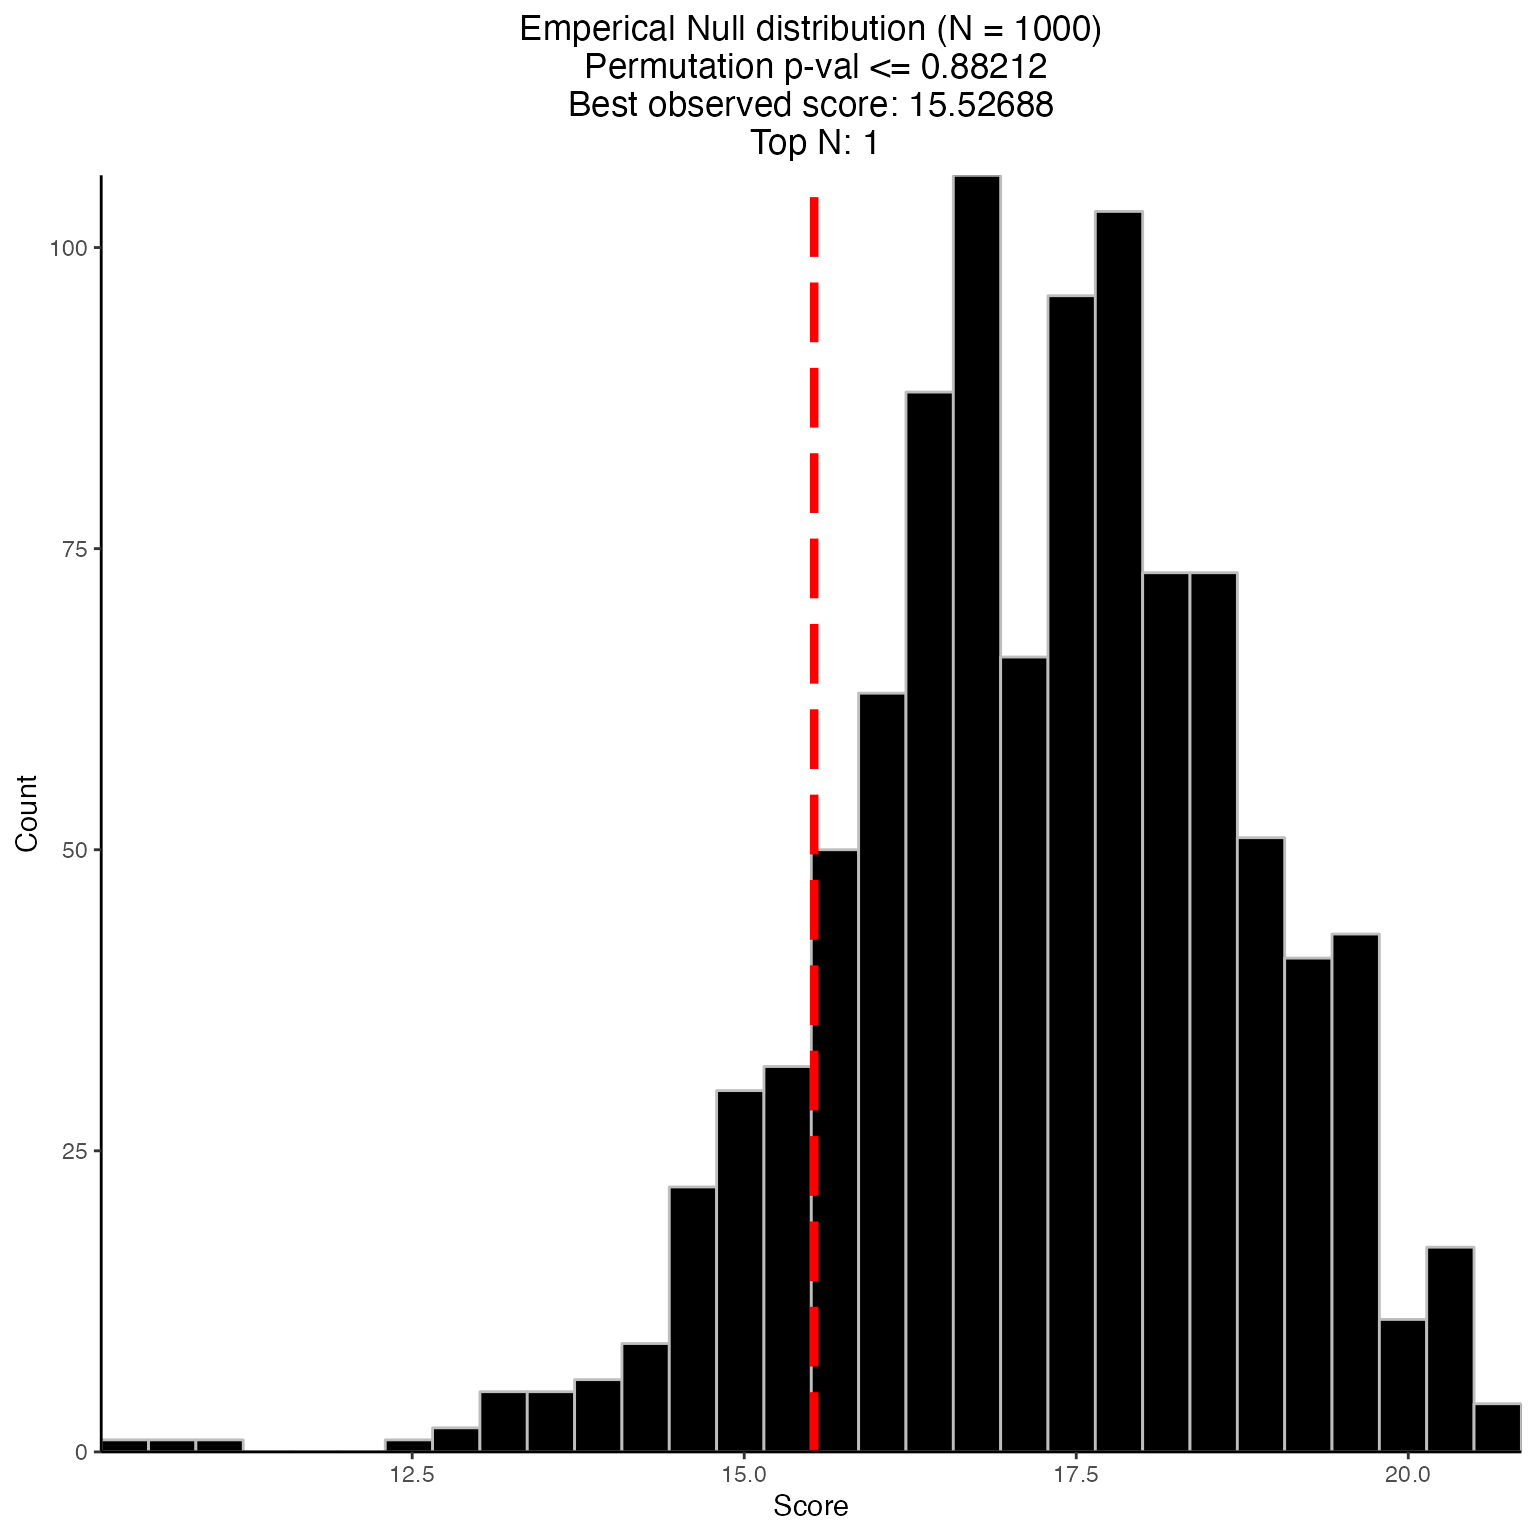 Emperical Null distribution (N = 1000)
Permutation p-val <= 0.88212
Best observed score: 15.52688
Top N: 1
100
75
50
25
0
Count
12.5
15.0
17.5
20.0
Score